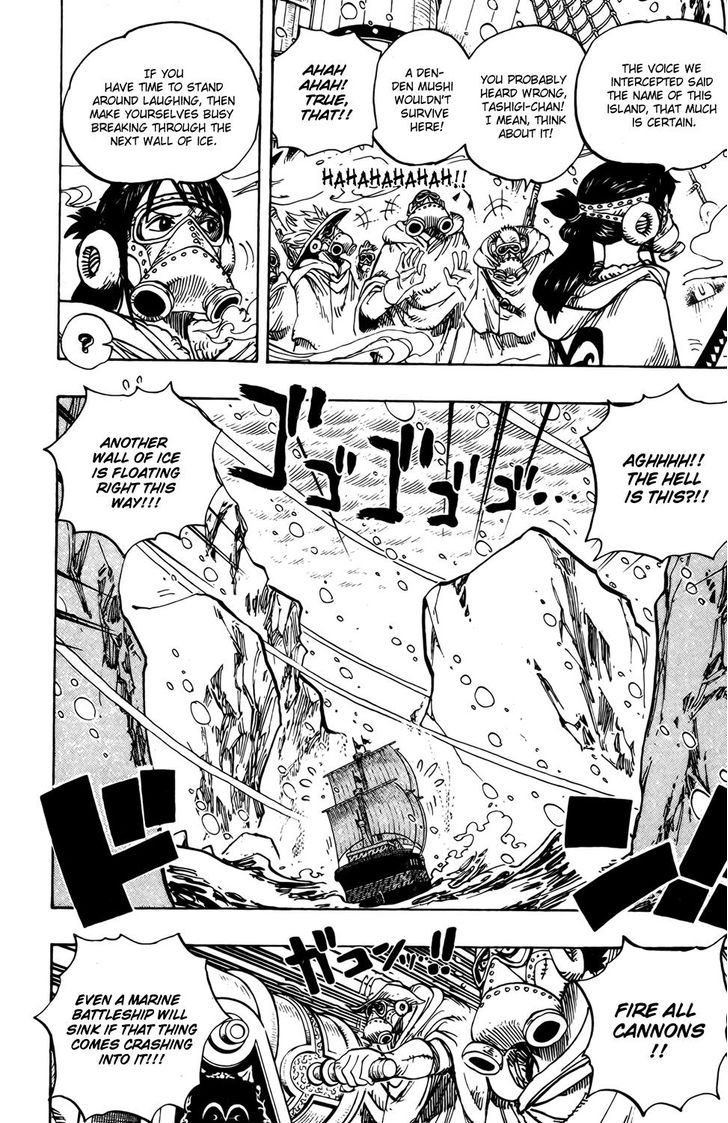 THE VOICE WE
INTERCEPTED SAID
THE NAME OF THIS
ISLAND, THAT MUCH
IS CERTAIN.
YOU PROBABLY
HEARD WRONG,
TASHIGI-CHAN!
I MEAN, THINK
ABOUT IT!
A DEN-
DEN MUSHI
WOULDN'T
SURVIVE
HERE!
AHAH
AHAH!
TRUE,
THAT!!
HAHAHAHAHAH!!
IF YOU
HAVE TIME TO STAND
AROUND LAUGHING, THEN
MAKE YOURSELVES BUSY
BREAKING THROUGH THE
NEXT WALL OF ICE.
?
AGHHHH!!
THE HELL
IS THIS?!!
ゴゴゴゴゴ...
ANOTHER
WALL OF ICE
IS FLOATING
RIGHT THIS
WAY!!!
ドン!!
FIRE ALL
CANNONS
!!
ガコンッ!!
EVEN A MARINE
BATTLESHIP WILL
SINK IF THAT THING
COMES CRASHING
INTO IT!!!